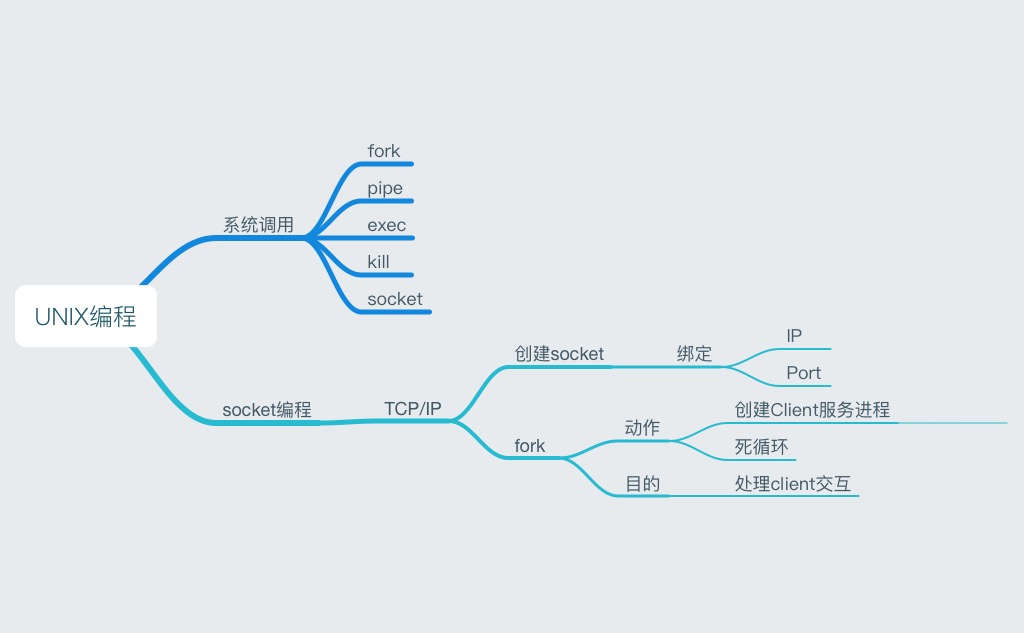 UNIX编程
系统调用
fork
pipe
exec
kill
socket
socket编程
TCP/IP
创建socket
绑定
IP
Port
fork
动作
创建Client服务进程
死循环
目的
处理client交互